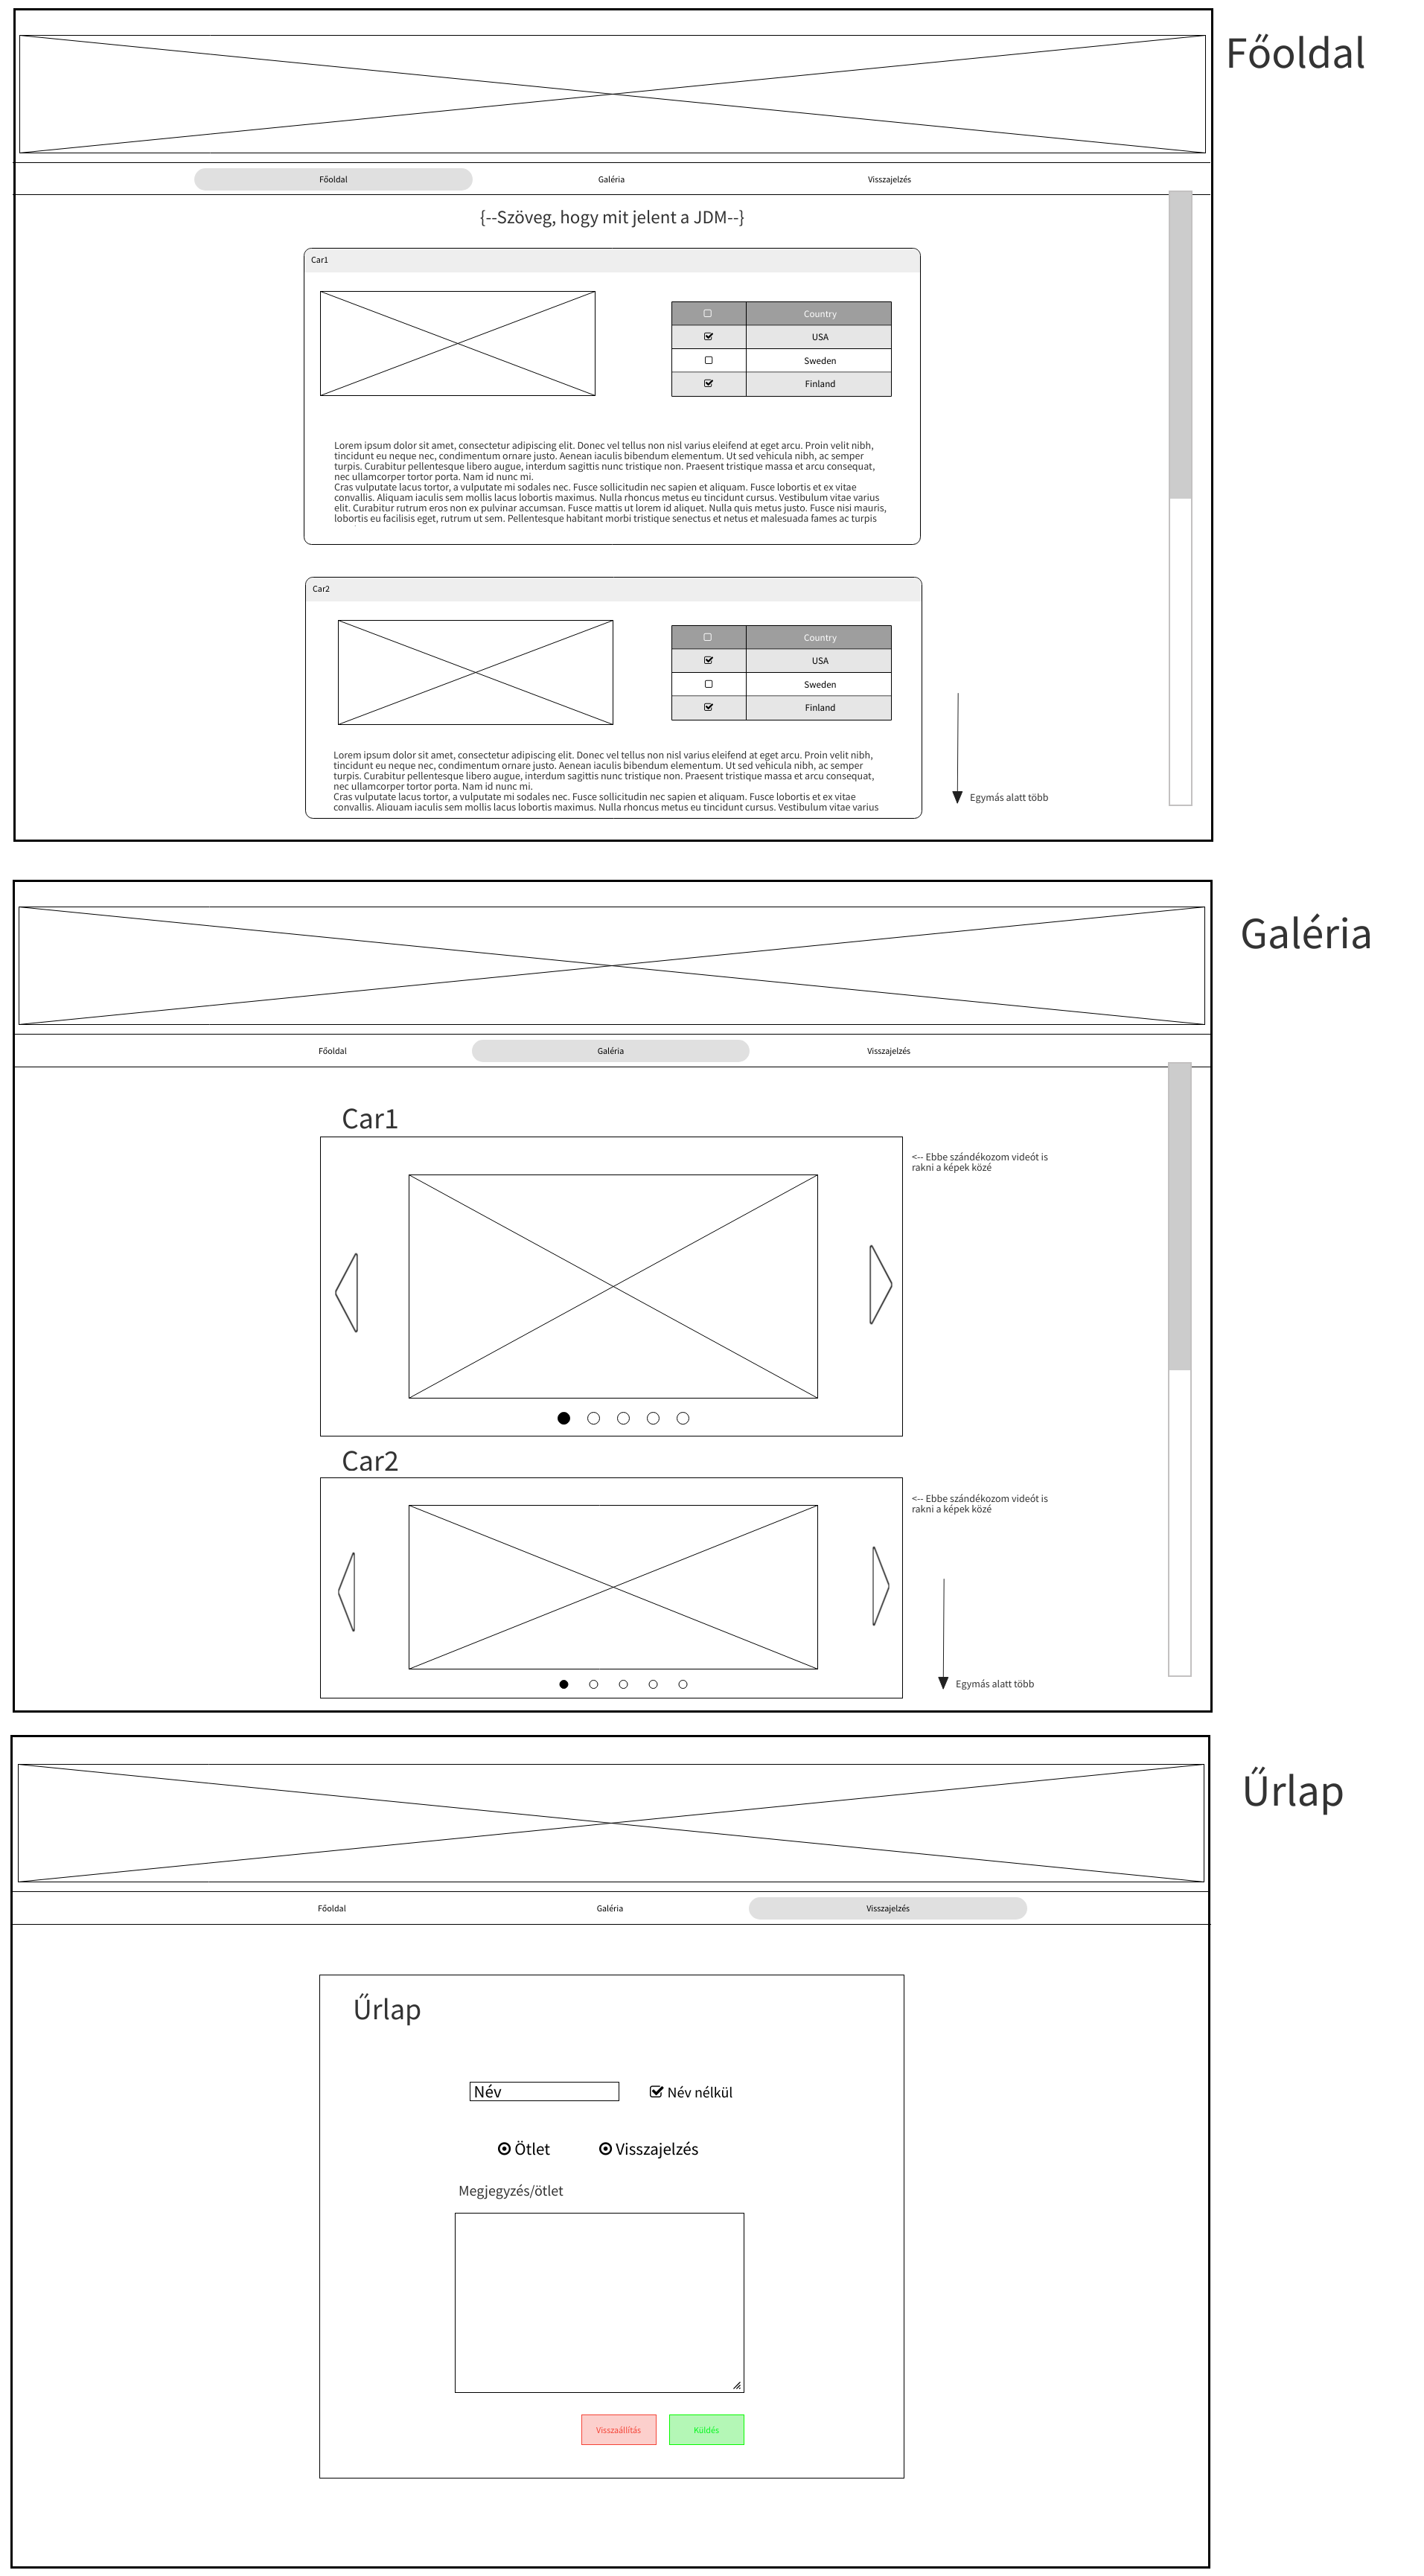 Főoldal
Főoldal
Galéria
Visszajelzés
{--Szöveg, hogy mit jelent a JDM--}
Car1
Country
USA
Sweden
Finland
Lorem ipsum dolor sit amet, consectetur adipiscing elit. Donec vel tellus non nisl varius eleifend at eget arcu. Proin velit nibh,
tincidunt eu neque nec, condimentum ornare justo. Aenean iaculis bibendum elementum. Ut sed vehicula nibh, ac semper
turpis. Curabitur pellentesque libero augue, interdum sagittis nunc tristique non. Praesent tristique massa et arcu consequat,
nec ullamcorper tortor porta. Nam id nunc mi.
Cras vulputate lacus tortor, a vulputate mi sodales nec. Fusce sollicitudin nec sapien et aliquam. Fusce lobortis et ex vitae
convallis. Aliquam iaculis sem mollis lacus lobortis maximus. Nulla rhoncus metus eu tincidunt cursus. Vestibulum vitae varius
elit. Curabitur rutrum eros non ex pulvinar accumsan. Fusce mattis ut lorem id aliquet. Nulla quis metus justo. Fusce nisi mauris,
lobortis eu facilisis eget, rutrum ut sem. Pellentesque habitant morbi tristique senectus et netus et malesuada fames ac turpis
Car2
Country
USA
Sweden
Finland
Lorem ipsum dolor sit amet, consectetur adipiscing elit. Donec vel tellus non nisl varius eleifend at eget arcu. Proin velit nibh,
tincidunt eu neque nec, condimentum ornare justo. Aenean iaculis bibendum elementum. Ut sed vehicula nibh, ac semper
turpis. Curabitur pellentesque libero augue, interdum sagittis nunc tristique non. Praesent tristique massa et arcu consequat,
nec ullamcorper tortor porta. Nam id nunc mi.
Cras vulputate lacus tortor, a vulputate mi sodales nec. Fusce sollicitudin nec sapien et aliquam. Fusce lobortis et ex vitae
convallis. Aliquam iaculis sem mollis lacus lobortis maximus. Nulla rhoncus metus eu tincidunt cursus. Vestibulum vitae varius
Egymás alatt több
Galéria
Főoldal
Galéria
Visszajelzés
Car1
<-- Ebbe szándékozom videót is
rakni a képek közé
Car2
<-- Ebbe szándékozom videót is
rakni a képek közé
Egymás alatt több
Űrlap
Főoldal
Galéria
Visszajelzés
Űrlap
Név
Név nélkül
Ötlet
Visszajelzés
Megjegyzés/ötlet
Visszaállítás
Küldés